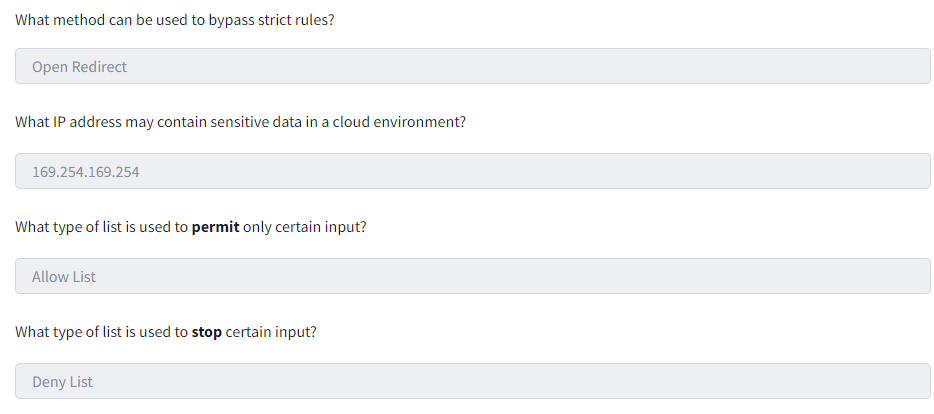 What method can be used to bypass strict rules?
Open Redirect
What IP address may contain sensitive data in a cloud environment?
169.254.169.254
What type of list is used to permit only certain input?
Allow List
What type of list is used to stop certain input?
Deny List